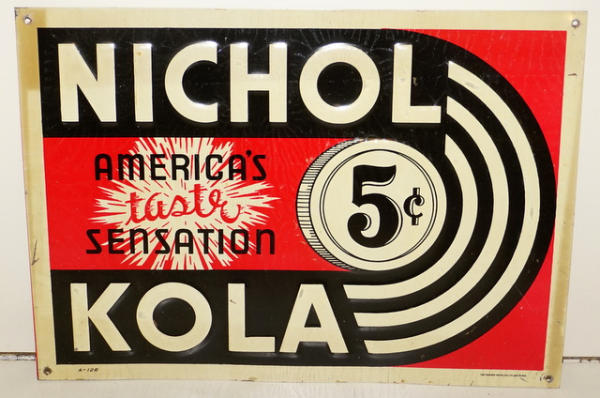 NICHOL
AMERICA'S
taste
5¢
SENSATION
KOLA
A-126